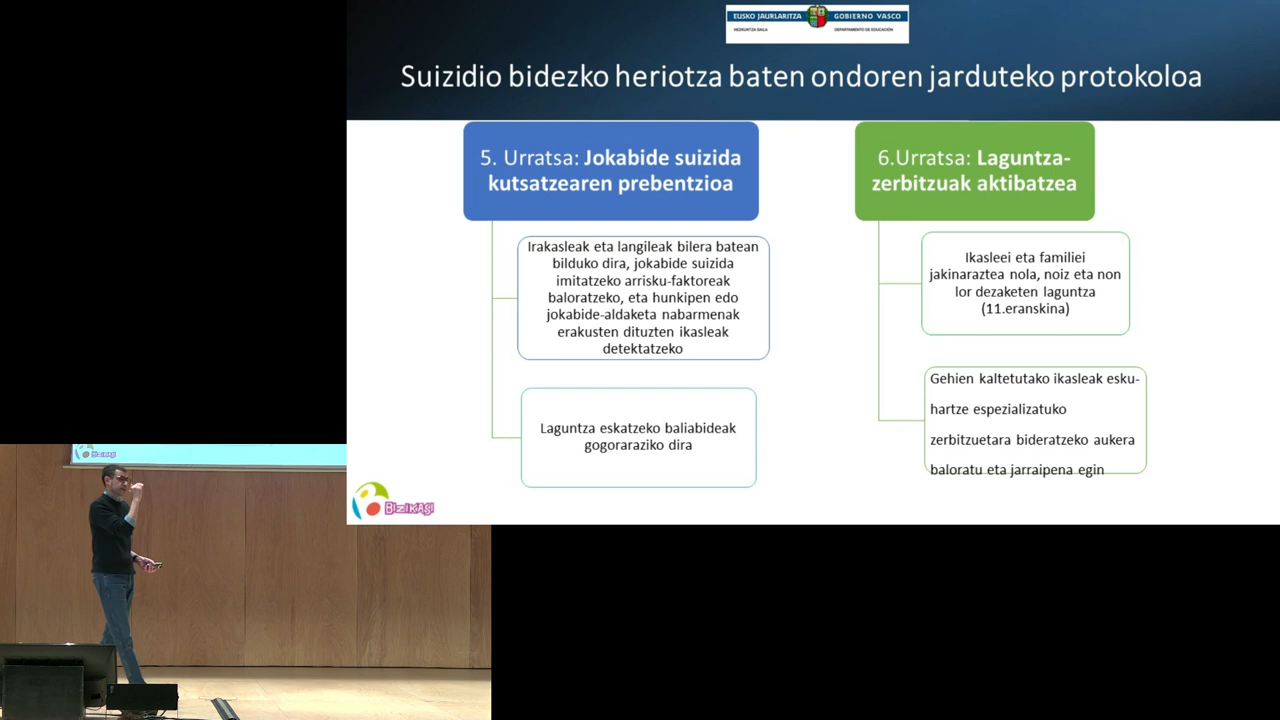 EUSKO JAURLARITZA
GOBIERNO VASCO
HEZKUNTZA SAILA
DEPARTAMENTO DE EDUCACIÓN
Suizidio bidezko heriotza baten ondoren jarduteko protokoloa
5. Urratsa: Jokabide suizida
kutsatzearen prebentzioa
Irakasleak eta langileak bilera batean
bilduko dira, jokabide suizida
imitatzeko arrisku-faktoreak
baloratzeko, eta hunkipen edo
jokabide-aldaketa nabarmenak
erakusten dituzten ikasleak
detektatzeko
Laguntza eskatzeko baliabideak
gogoraraziko dira
6.Urratsa: Laguntza-
zerbitzuak aktibatzea
Ikasleei eta familiei
jakinaraztea nola, noiz eta non
lor dezaketen laguntza
(11.eranskina)
Gehien kaltetutako ikasleak esku-
hartze espezializatuko
zerbitzuetara bideratzeko aukera
baloratu eta jarraipena egin
BIZIKASI
BIZIKASI